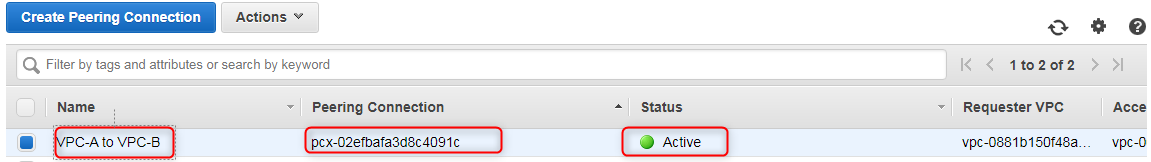 Create Peering Connection Actions
Filter by tags and attributes or search by keyword 1 to 2 of 2
Name Peering Connection Status Requester VPC Acce
VPC-A to VPC-B pcx-02efbafa3d8c4091c Active vpc-0881b150f48a... vpc-0